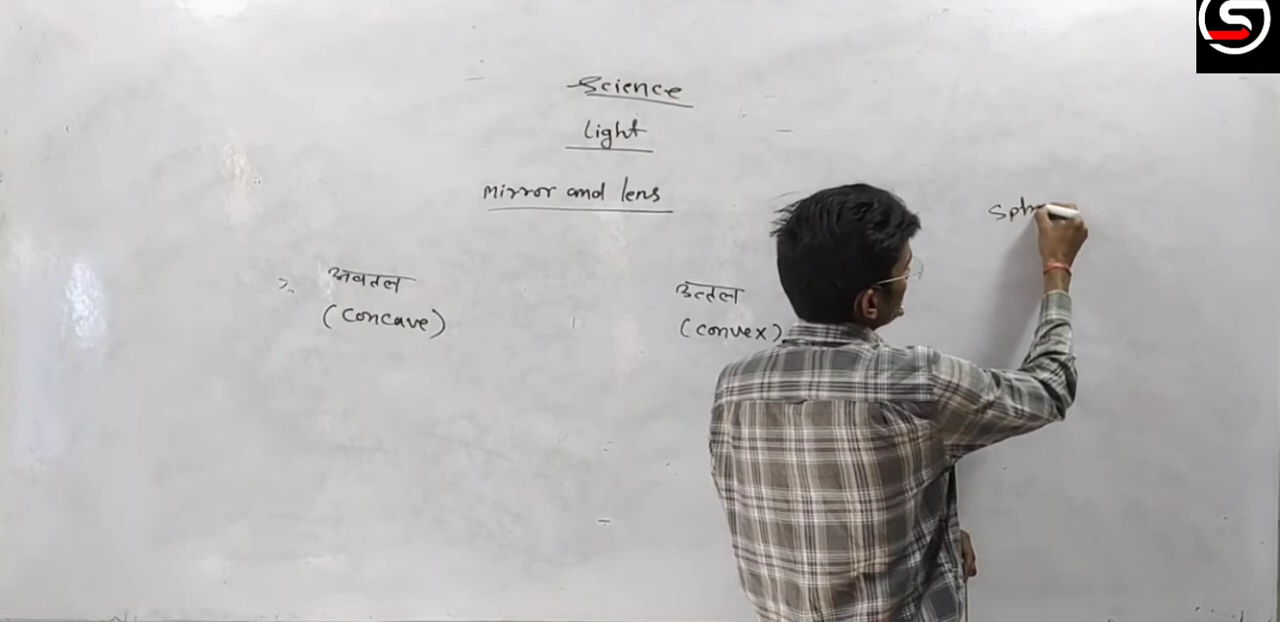 Science
Light
Mirror and lens
Sph
अवतल
(Concave)
उत्तल
(Convex)
S